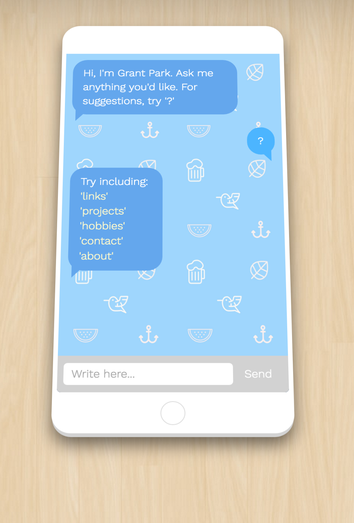 Hi, I'm Grant Park. Ask me
anything you'd like. For
suggestions, try '?'
?
Try including:
'links'
'projects'
'hobbies'
'contact'
'about'
Write here...
Send